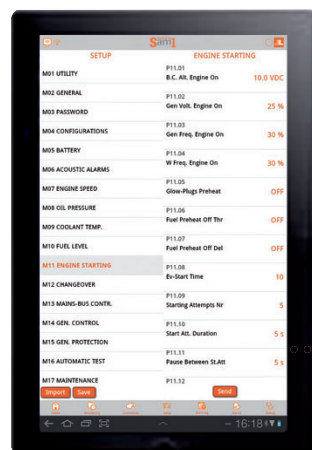 Sam1
SETUP
ENGINE STARTING
M01 UTILITY
M02 GENERAL
M03 PASSWORD
M04 CONFIGURATIONS
M05 BATTERY
M06 ACOUSTIC ALARMS
M07 ENGINE SPEED
M08 OIL PRESSURE
M09 COOLANT TEMP.
M10 FUEL LEVEL
M11 ENGINE STARTING
M12 CHANGEOVER
M13 MAINS-BUS CONTR.
M14 GEN. CONTROL
M15 GEN. PROTECTION
M16 AUTOMATIC TEST
M17 MAINTENANCE
P11.01
B.C. Alt. Engine On 10.0 VDC
P11.02
Gen Volt. Engine On 25 %
P11.03
Gen Freq. Engine On 30 %
P11.04
W Freq. Engine On 30 %
P11.05
Glow-Plugs Preheat OFF
P11.06
Fuel Preheat Off Thr OFF
P11.07
Fuel Preheat Off Del OFF
P11.08
Ev-Start Time 10
P11.09
Starting Attempts Nr 5
P11.10
Start Att. Duration 5 s
P11.11
Pause Between St.Att 5 s
P11.12
Import Save Send
16:18